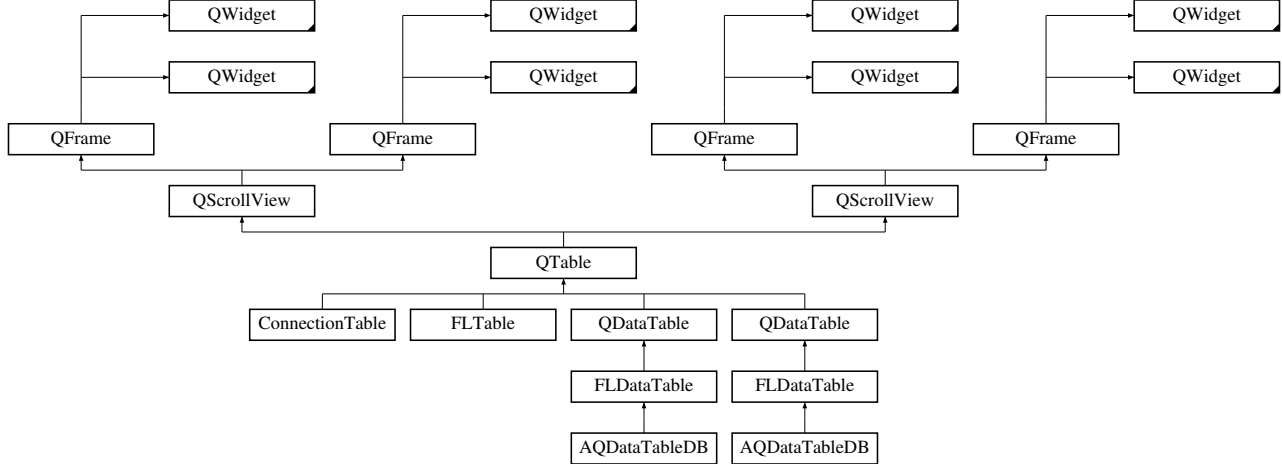 QWidget QWidget QWidget QWidget
QWidget QWidget QWidget QWidget
QFrame QFrame QFrame QFrame
QScrollView QScrollView
QTable
ConnectionTable FLTable QDataTable QDataTable
FLDataTable FLDataTable
AQDataTableDB AQDataTableDB